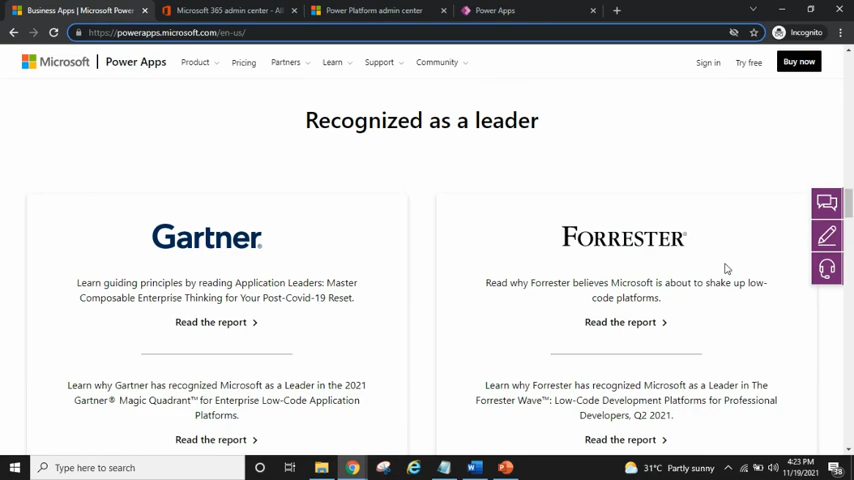 Business Apps | Microsoft Power
Microsoft 365 admin center - All
Power Platform admin center
Power Apps
https://powerapps.microsoft.com/en-us/
Incognito
Microsoft | Power Apps
Product
Pricing
Partners
Learn
Support
Community
Sign in
Try free
Buy now
Recognized as a leader
Gartner®
Learn guiding principles by reading Application Leaders: Master
Composable Enterprise Thinking for Your Post-Covid-19 Reset.
Read the report
Learn why Gartner has recognized Microsoft as a Leader in the 2021
Gartner® Magic Quadrant™ for Enterprise Low-Code Application
Platforms.
Read the report
FORRESTER®
Read why Forrester believes Microsoft is about to shake up low-
code platforms.
Read the report
Learn why Forrester has recognized Microsoft as a Leader in The
Forrester Wave™: Low-Code Development Platforms for Professional
Developers, Q2 2021.
Read the report
Type here to search
31°C Partly sunny
4:23 PM
11/19/2021
38